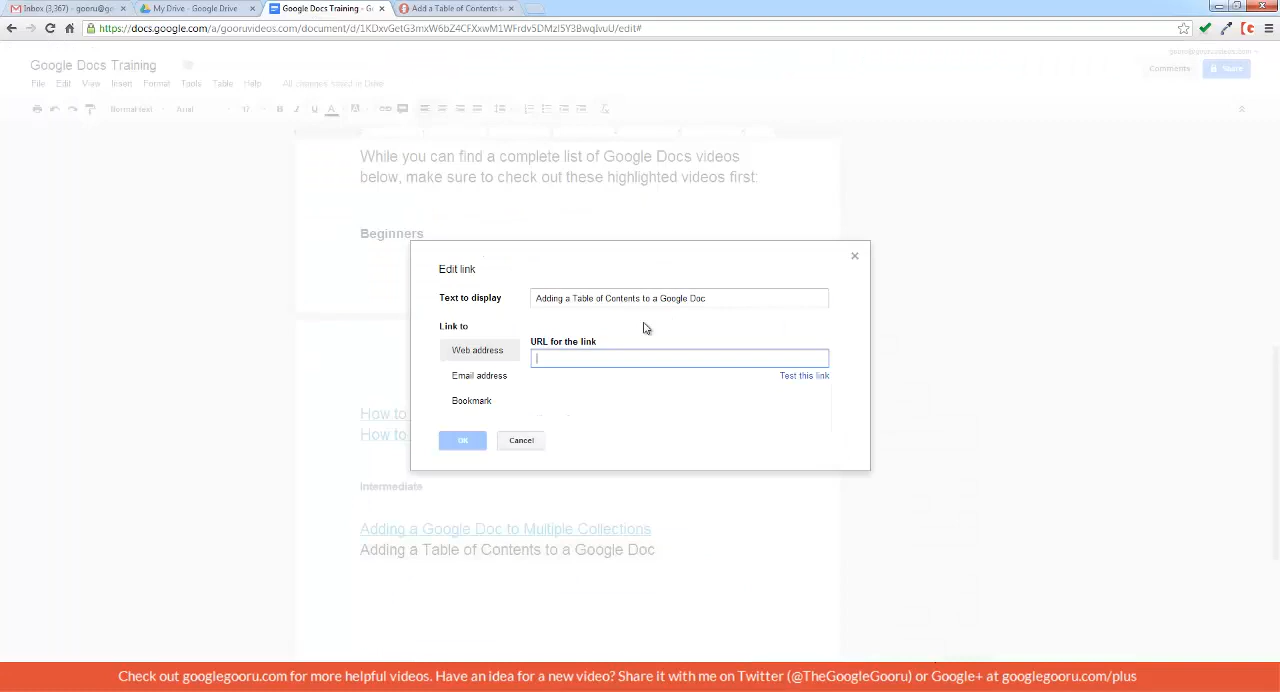 Inbox (3,367) - gooru@go
My Drive - Google Drive
Google Docs Training - Go
Add a Table of Contents t
https://docs.google.com/a/gooruvideos.com/document/d/1KDxvGetG3mxW6bZ4CFXxwM1WFrdv5DMzl5Y3BwqIvuU/edit#
Google Docs Training
File Edit View Insert Format Tools Table Help All changes saved in Drive
Comments
Share
Normal text
Arial
12
While you can find a complete list of Google Docs videos
below, make sure to check out these highlighted videos first:
Beginners
Edit link
Text to display
Adding a Table of Contents to a Google Doc
Link to
URL for the link
Web address
Email address
Test this link
Bookmark
OK
Cancel
How to
How to
Intermediate
Adding a Google Doc to Multiple Collections
Adding a Table of Contents to a Google Doc
Check out googlegooru.com for more helpful videos. Have an idea for a new video? Share it with me on Twitter (@TheGoogleGooru) or Google+ at googlegooru.com/plus